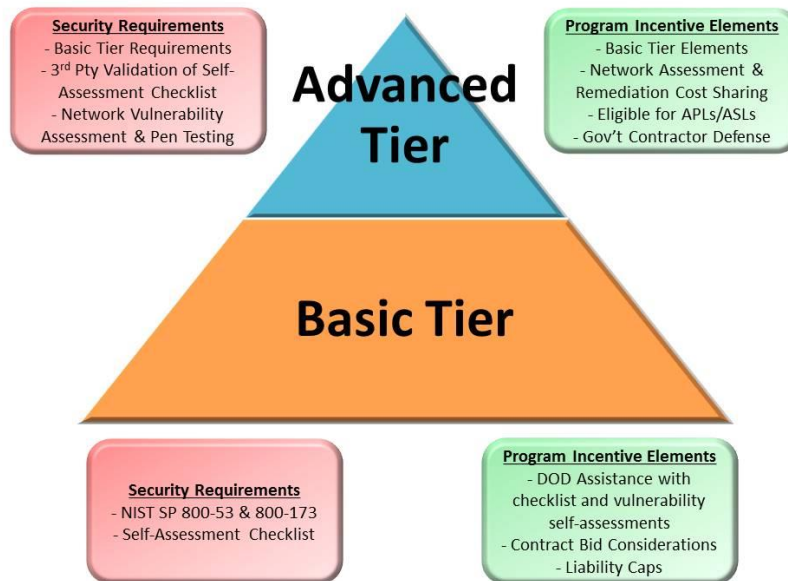 Security Requirements
- Basic Tier Requirements
- 3rd Pty Validation of Self-
Assessment Checklist
- Network Vulnerability
Assessment & Pen Testing
Advanced
Tier
Program Incentive Elements
- Basic Tier Elements
- Network Assessment &
Remediation Cost Sharing
- Eligible for APLs/ASLs
- Gov't Contractor Defense
Basic Tier
Security Requirements
- NIST SP 800-53 & 800-173
- Self-Assessment Checklist
Program Incentive Elements
- DOD Assistance with
checklist and vulnerability
self-assessments
- Contract Bid Considerations
- Liability Caps